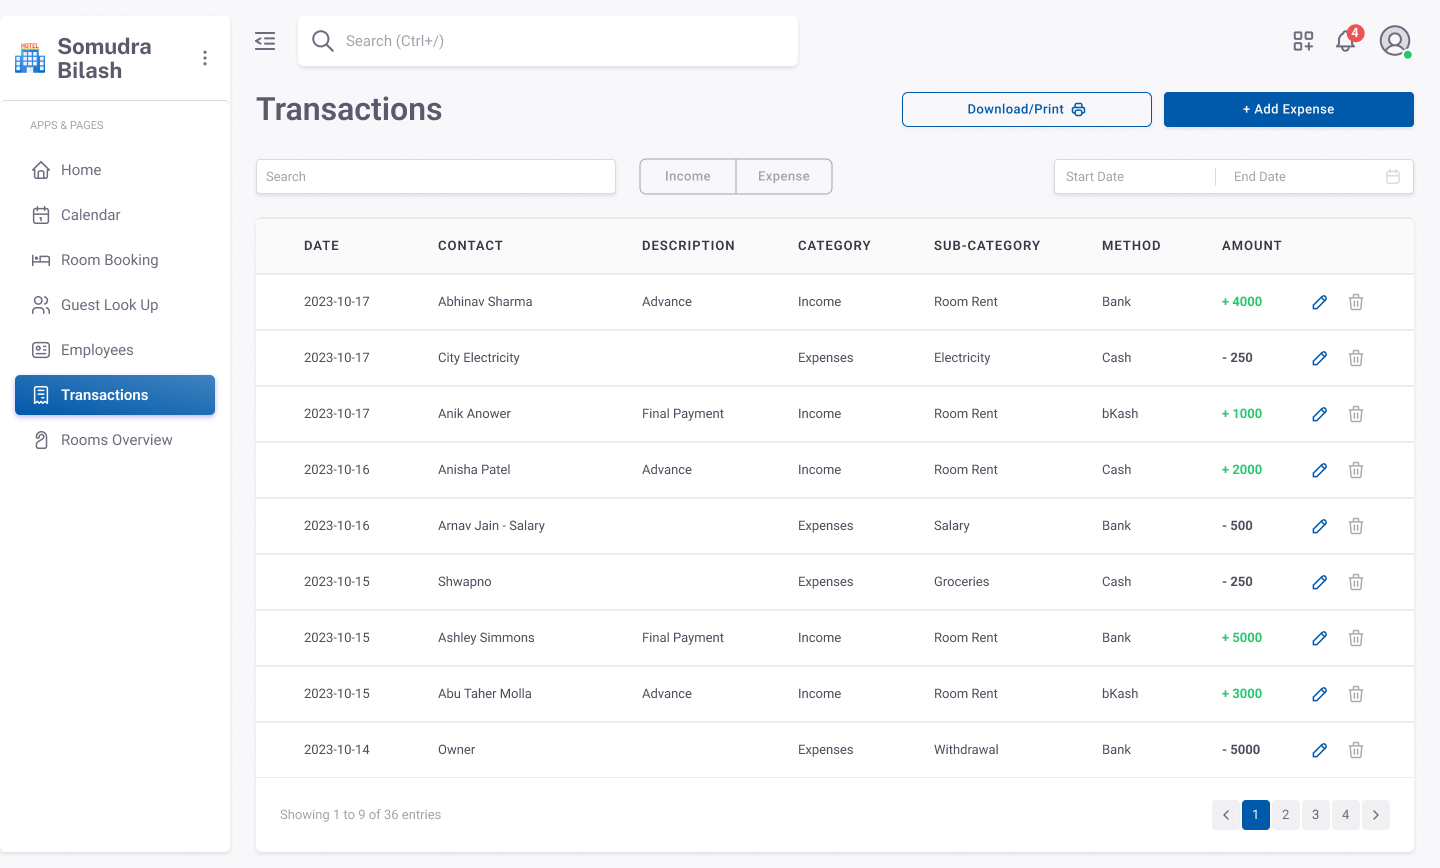 HOTEL
Somudra
Bilash
Search (Ctrl+/)
4
APPS & PAGES
Home
Calendar
1
Room Booking
Guest Look Up
Employees
Transactions
Rooms Overview
Transactions
Download/Print
+ Add Expense
Search
Income Expense
Start Date End Date
DATE CONTACT DESCRIPTION CATEGORY SUB-CATEGORY METHOD AMOUNT
2023-10-17 Abhinav Sharma Advance Income Room Rent Bank + 4000
2023-10-17 City Electricity Expenses Electricity Cash - 250
2023-10-17 Anik Anower Final Payment Income Room Rent bKash + 1000
2023-10-16 Anisha Patel Advance Income Room Rent Cash + 2000
2023-10-16 Arnav Jain - Salary Expenses Salary Bank - 500
2023-10-15 Shwapno Expenses Groceries Cash - 250
2023-10-15 Ashley Simmons Final Payment Income Room Rent Bank + 5000
2023-10-15 Abu Taher Molla Advance Income Room Rent bKash + 3000
2023-10-14 Owner Expenses Withdrawal Bank - 5000
Showing 1 to 9 of 36 entries
1 2 3 4